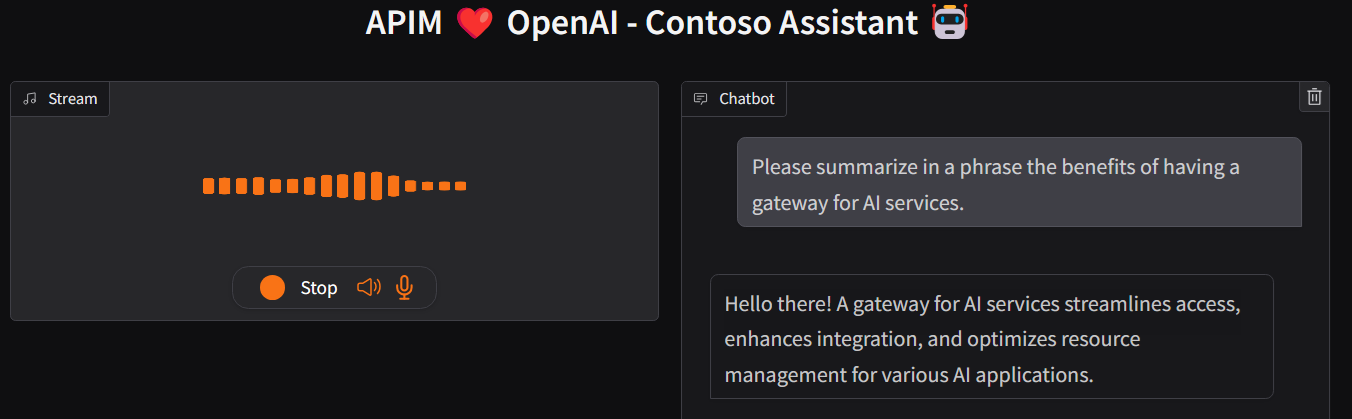 APIM ❤️ OpenAI - Contoso Assistant 🤖
Stream
Stop
Chatbot
Please summarize in a phrase the benefits of having a
gateway for AI services.
Hello there! A gateway for AI services streamlines access,
enhances integration, and optimizes resource
management for various AI applications.